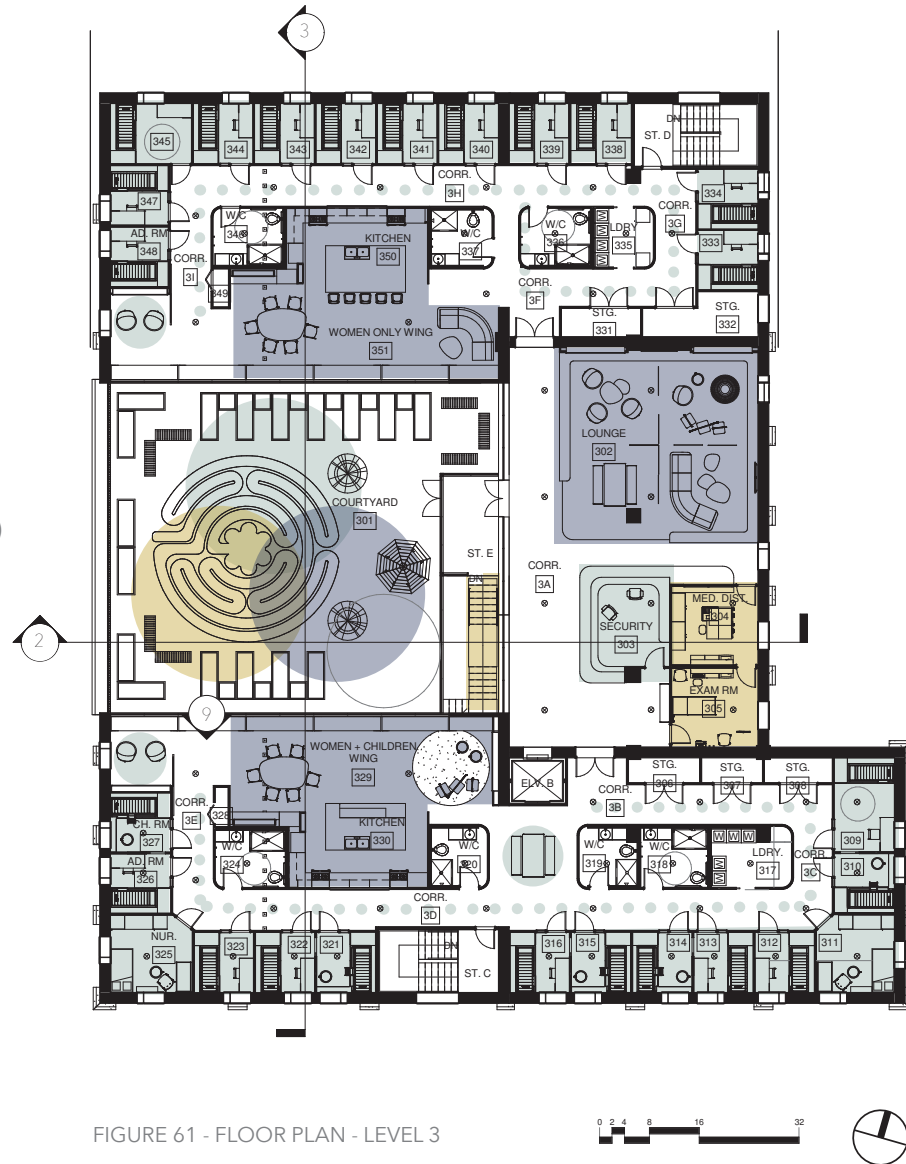 3
DN
ST. D
345
344
343
342
341
340
339
338
CORR.
3H
334
347
CORR.
3G
W/C
346
W/C
337
W/C
336
LDRY
335
333
AD. RM
348
KITCHEN
350
CORR.
3I
349
CORR.
3F
STG.
331
STG.
332
WOMEN ONLY WING
351
LOUNGE
302
COURTYARD
301
ST. E
DN
CORR.
3A
SECURITY
303
MED. DIST.
304
2
EXAM RM
305
9
WOMEN + CHILDREN
WING
329
ELV. B
STG.
306
STG.
307
STG.
308
CORR.
3B
CORR.
3E
328
CH. RM
327
KITCHEN
330
309
W/C
324
W/C
320
W/C
319
W/C
318
LDRY.
317
CORR.
3C
310
AD. RM
326
CORR.
3D
NUR.
325
323
322
321
DN
ST. C
316
315
314
313
312
311
FIGURE 61 - FLOOR PLAN - LEVEL 3
0 2 4 8 16 32